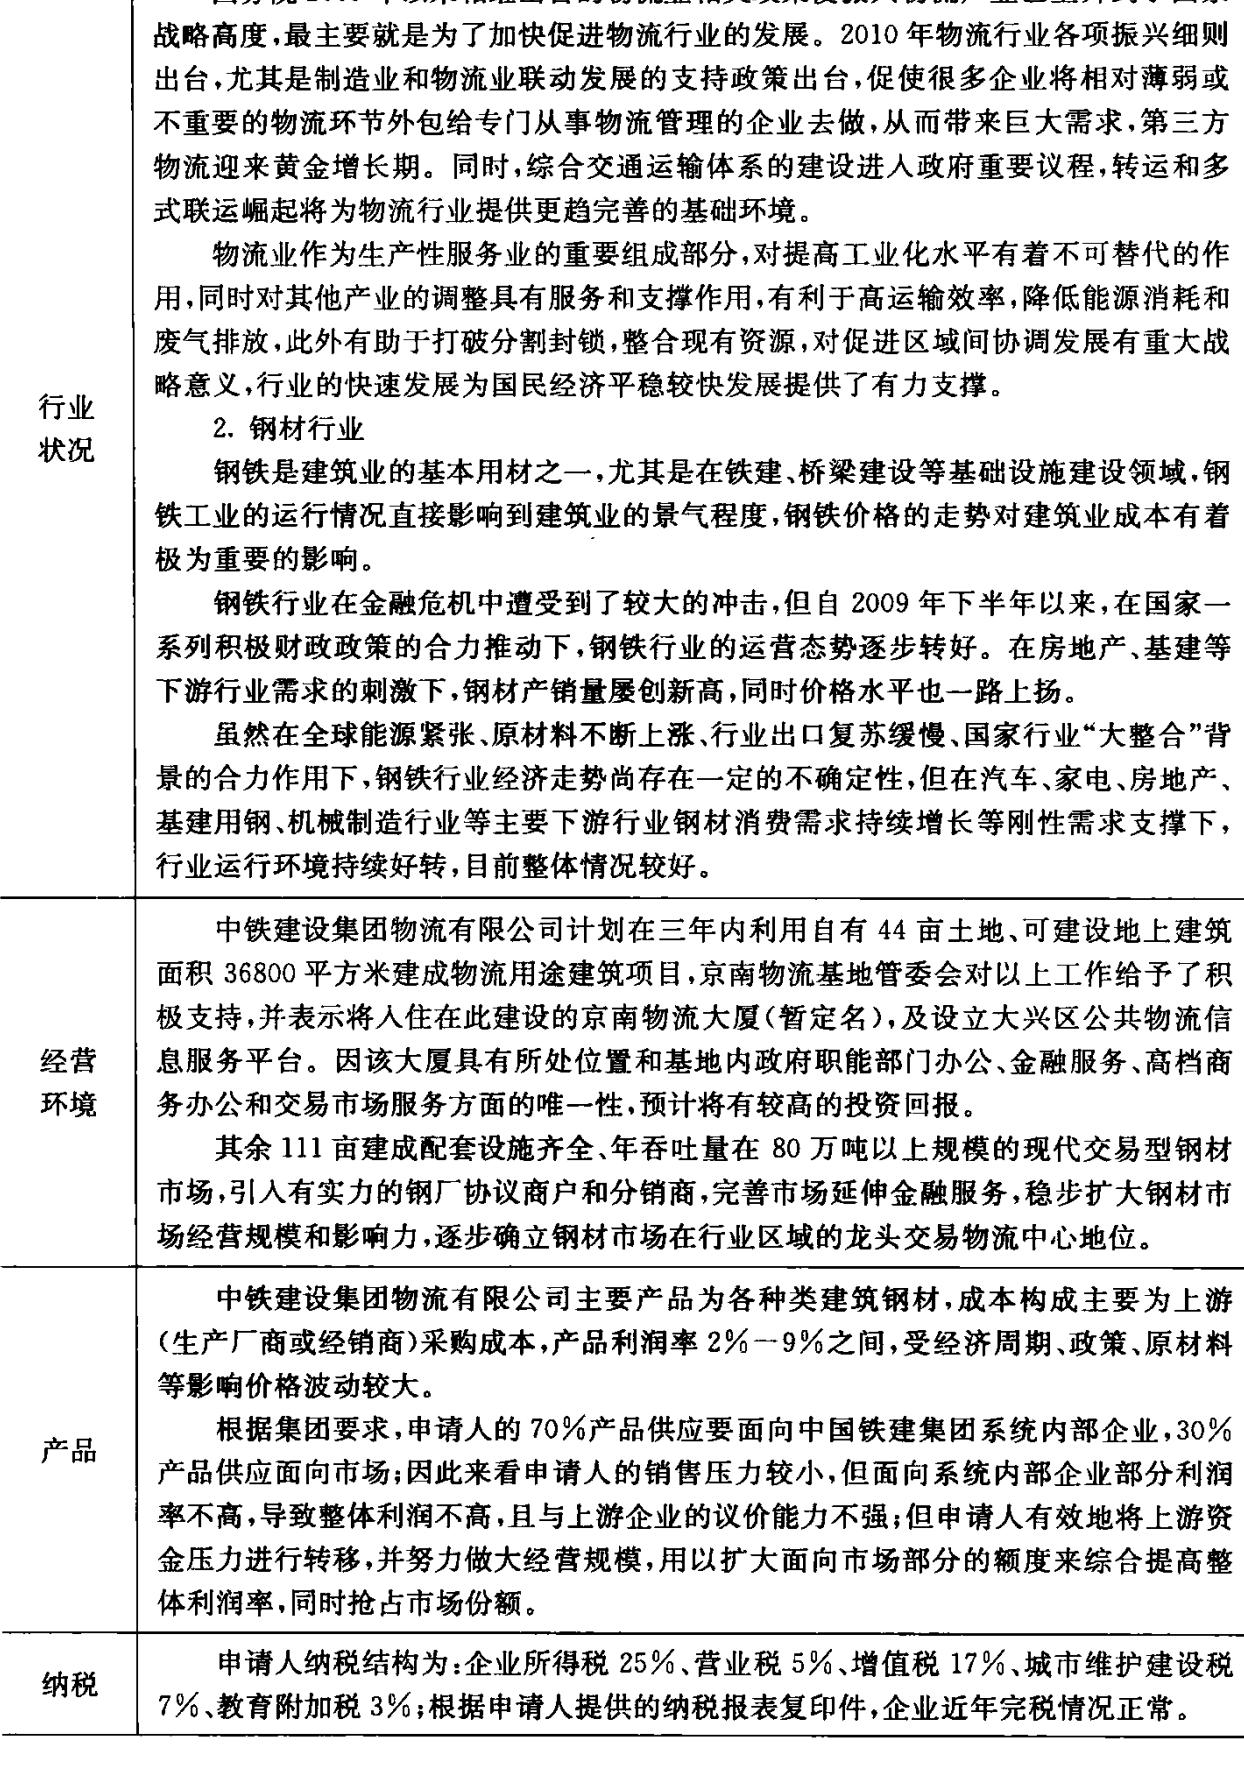 战略高度,最主要就是为了加快促进物流行业的发展。2010年物流行业各项振兴细则
出台,尤其是制造业和物流业联动发展的支持政策出台,促使很多企业将相对薄弱或
不重要的物流环节外包给专门从事物流管理的企业去做,从而带来巨大需求,第三方
物流迎来黄金增长期。同时,综合交通运输体系的建设进人政府重要议程,转运和多
式联运崛起将为物流行业提供更趋完善的基础环境。
物流业作为生产性服务业的重要组成部分,对提高工业化水平有着不可替代的作
用,同时对其他产业的调整具有服务和支撑作用,有利于高运输效率,降低能源消耗和
废气排放,此外有助于打破分割封锁,整合现有资源,对促进区域间协调发展有重大战
略意义,行业的快速发展为国民经济平稳较快发展提供了有力支撑。
行业
状况
2. 钢材行业
钢铁是建筑业的基本用材之一,尤其是在铁建、桥梁建设等基础设施建设领域,钢
铁工业的运行情况直接影响到建筑业的景气程度,钢铁价格的走势对建筑业成本有着
极为重要的影响。
钢铁行业在金融危机中遭受到了较大的冲击,但自2009年下半年以来,在国家一
系列积极财政政策的合力推动下,钢铁行业的运营态势逐步转好。在房地产、基建等
下游行业需求的刺激下,钢材产销量屡创新高,同时价格水平也一路上扬。
虽然在全球能源紧张、原材料不断上涨、行业出口复苏缓慢、国家行业“大整合”背
景的合力作用下,钢铁行业经济走势尚存在一定的不确定性,但在汽车、家电、房地产、
基建用钢、机械制造行业等主要下游行业钢材消费需求持续增长等刚性需求支撑下,
行业运行环境持续好转,目前整体情况较好。
经营
环境
中铁建设集团物流有限公司计划在三年内利用自有44亩土地、可建设地上建筑
面积36800平方米建成物流用途建筑项目,京南物流基地管委会对以上工作给予了积
极支持,并表示将入住在此建设的京南物流大厦(暂定名),及设立大兴区公共物流信
息服务平台。因该大厦具有所处位置和基地内政府职能部门办公、金融服务、高档商
务办公和交易市场服务方面的唯一性,预计将有较高的投资回报。
其余111亩建成配套设施齐全、年吞吐量在80万吨以上规模的现代交易型钢材
市场,引人有实力的钢厂协议商户和分销商,完善市场延伸金融服务,稳步扩大钢材市
场经营规模和影响力,逐步确立钢材市场在行业区域的龙头交易物流中心地位。
产品
中铁建设集团物流有限公司主要产品为各种类建筑钢材,成本构成主要为上游
(生产厂商或经销商)采购成本,产品利润率2%—9%之间,受经济周期、政策、原材料
等影响价格波动较大。
根据集团要求,申请人的70%产品供应要面向中国铁建集团系统内部企业,30%
产品供应面向市场;因此来看申请人的销售压力较小,但面向系统内部企业部分利润
率不高,导致整体利润不高,且与上游企业的议价能力不强;但申请人有效地将上游资
金压力进行转移,并努力做大经营规模,用以扩大面向市场部分的额度来综合提高整
体利润率,同时抢占市场份额。
纳税
申请人纳税结构为:企业所得税25%、营业税5%、增值税17%、城市维护建设税
7%、教育附加税3%;根据申请人提供的纳税报表复印件,企业近年完税情况正常。